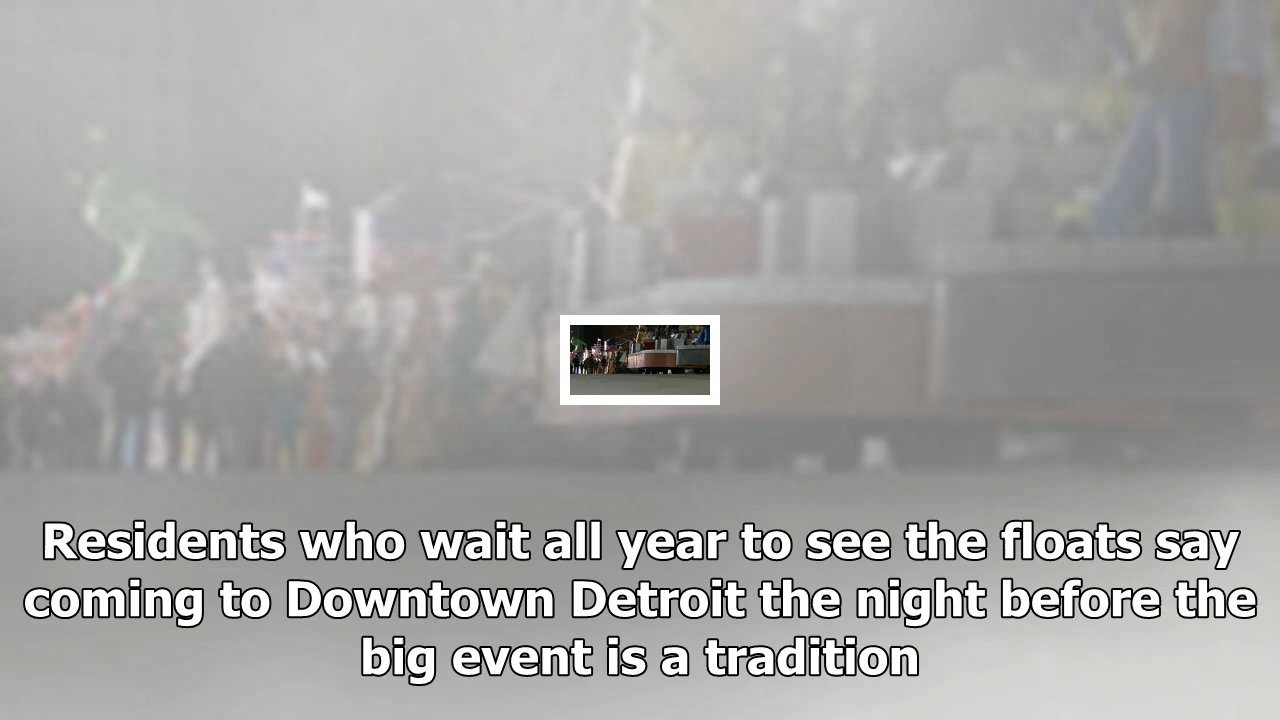 Residents who wait all year to see the floats say
coming to Downtown Detroit the night before the
big event is a tradition